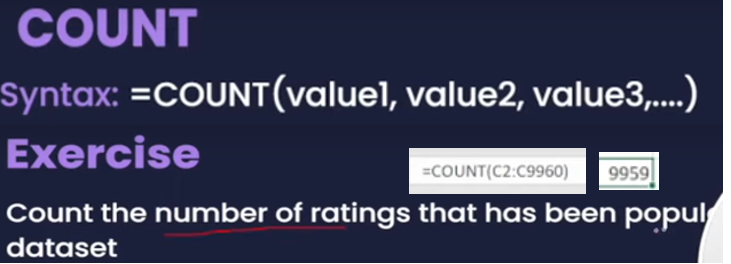 COUNT
Syntax: =COUNT(value1, value2, value3,....)
Exercise
=COUNT(C2:C9960)
9959
Count the number of ratings that has been
dataset